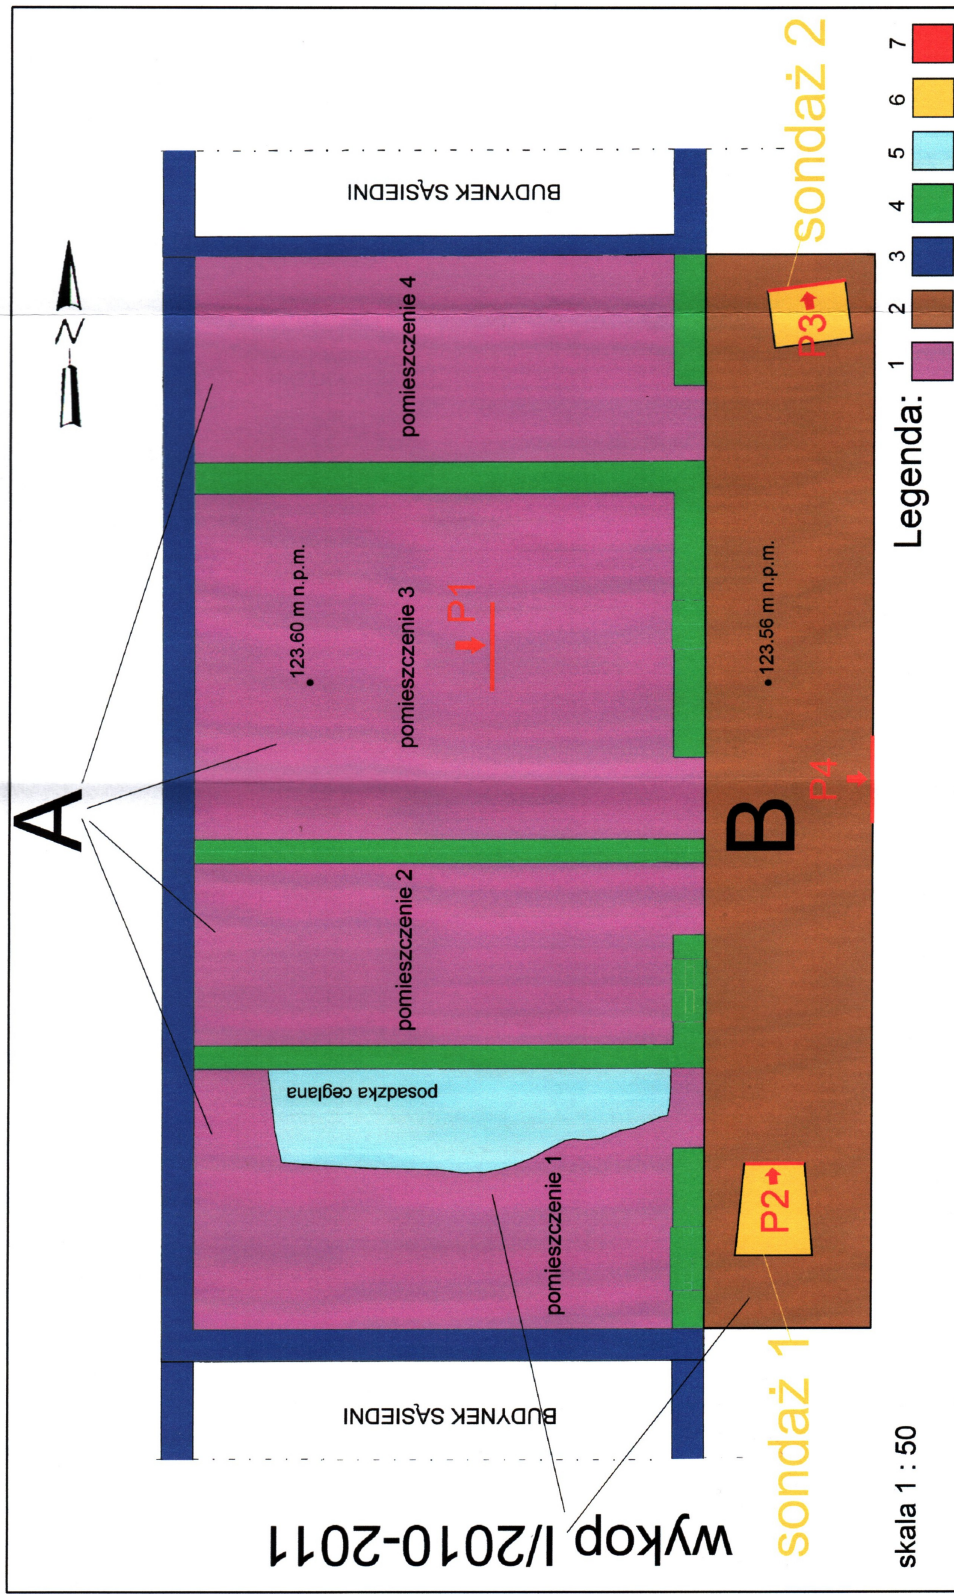 A
N
BUDYNEK SĄSIEDNI
pomieszczenie 4
123.60 m n.p.m.
pomieszczenie 3
P1
pomieszczenie 2
posadzka ceglana
pomieszczenie 1
BUDYNEK SĄSIEDNI
wykop I/2010-2011
B
123.56 m n.p.m.
P2
P3
P4
sondaż 1
sondaż 2
skala 1 : 50
Legenda:
1
2
3
4
5
6
7